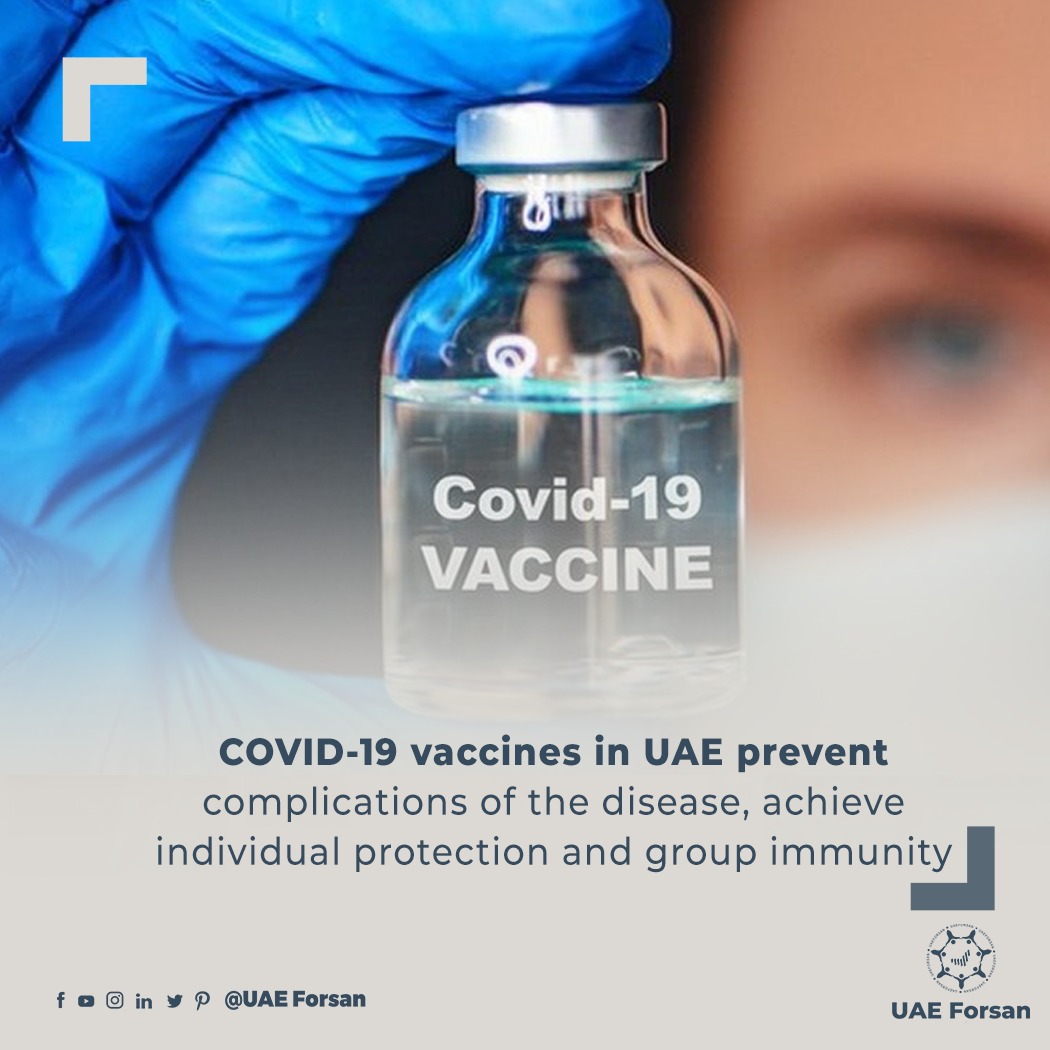 Covid-19
VACCINE
COVID-19 vaccines in UAE prevent
complications of the disease, achieve
individual protection and group immunity
@UAE Forsan
UAE Forsan